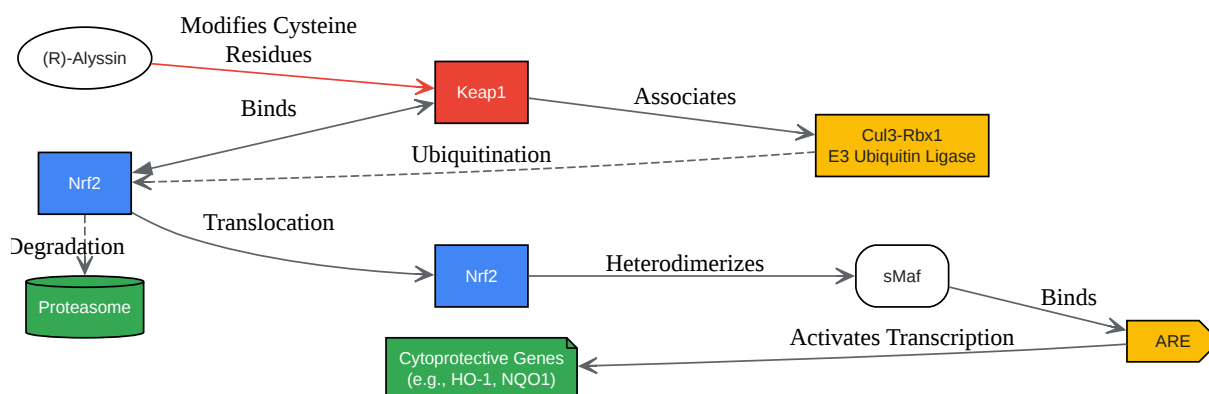 Modifies Cysteine
Residues
(R)-Alyssin
Keap1
Binds
Associates
Cul3-Rbx1
E3 Ubiquitin Ligase
Ubiquitination
Nrf2
Translocation
Degradation
Nrf2
Heterodimerizes
sMaf
Binds
Proteasome
Activates Transcription
ARE
Cytoprotective Genes
(e.g., HO-1, NQO1)